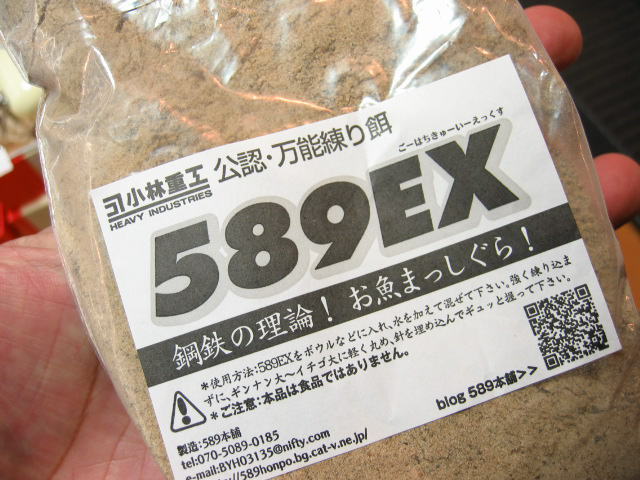 小林重工
HEAVY INDUSTRIES
公認・万能練り餌
ごーはちきゅーいーえっくす
589EX
鋼鉄の理論！ お魚まっしぐら！
*使用方法:589EXをボウルなどに入れ、水を加えて混ぜて下さい。強く練り込ま
ずに、ギンナン大〜イチゴ大に軽く丸め、針を埋め込んでギュッと握って下さい。
*ご注意:本品は食品ではありません。
blog 589本舗>>
製造:589本舗
tel:070-5089-0185
e-mail:BYH03135@nifty.com
://589honpo.bg.cat-v.ne.jp/